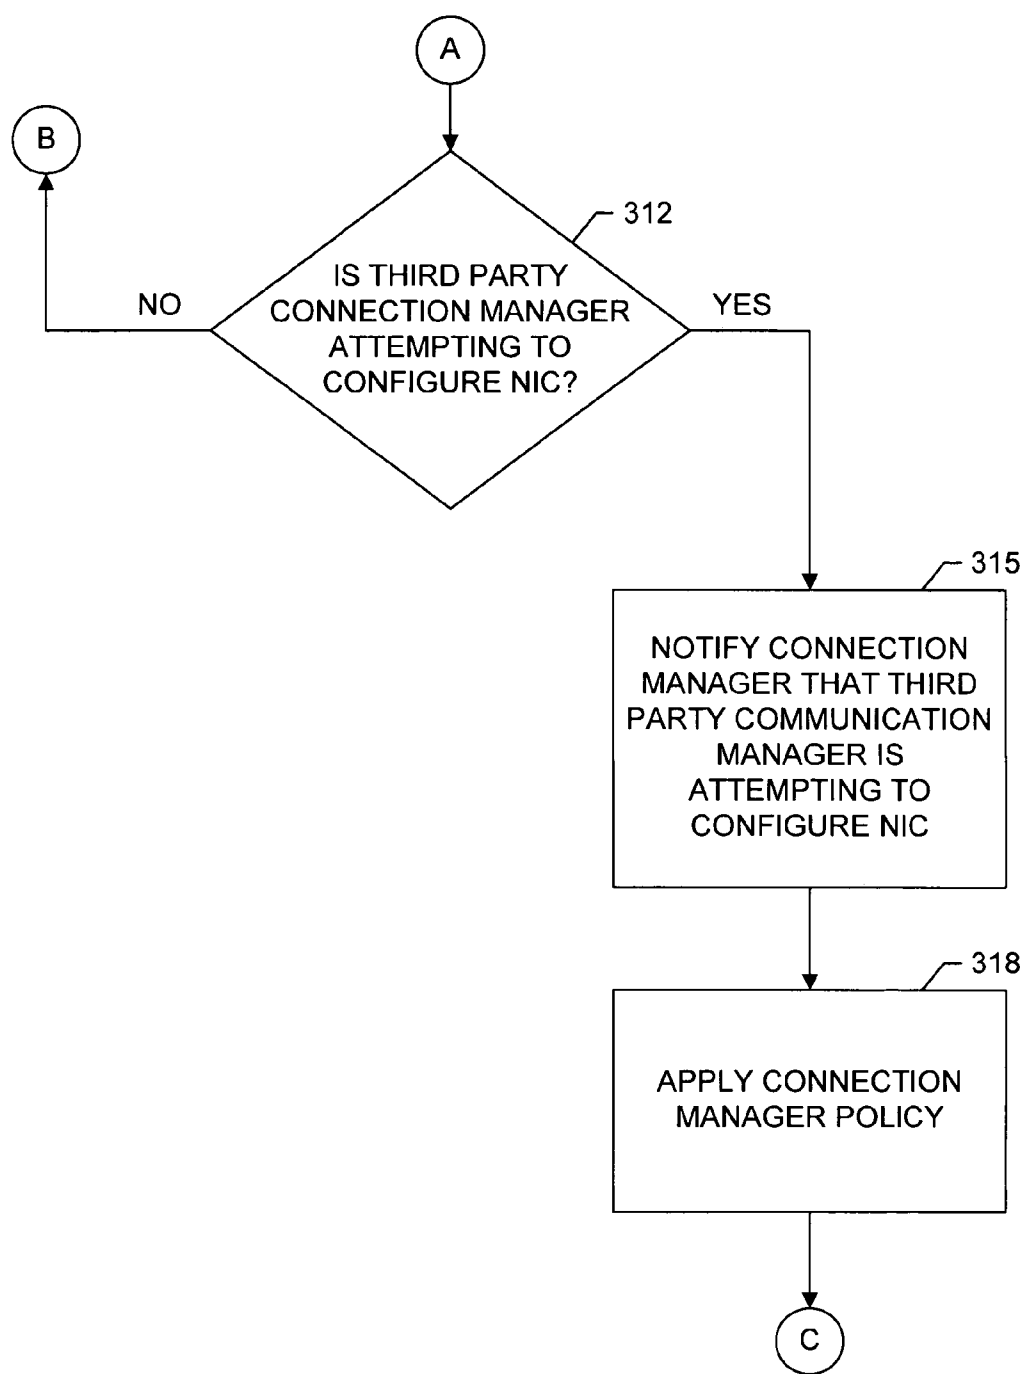 A
B
312
IS THIRD PARTY
CONNECTION MANAGER
ATTEMPTING TO
CONFIGURE NIC?
NO
YES
315
NOTIFY CONNECTION
MANAGER THAT THIRD
PARTY COMMUNICATION
MANAGER IS
ATTEMPTING TO
CONFIGURE NIC
318
APPLY CONNECTION
MANAGER POLICY
C